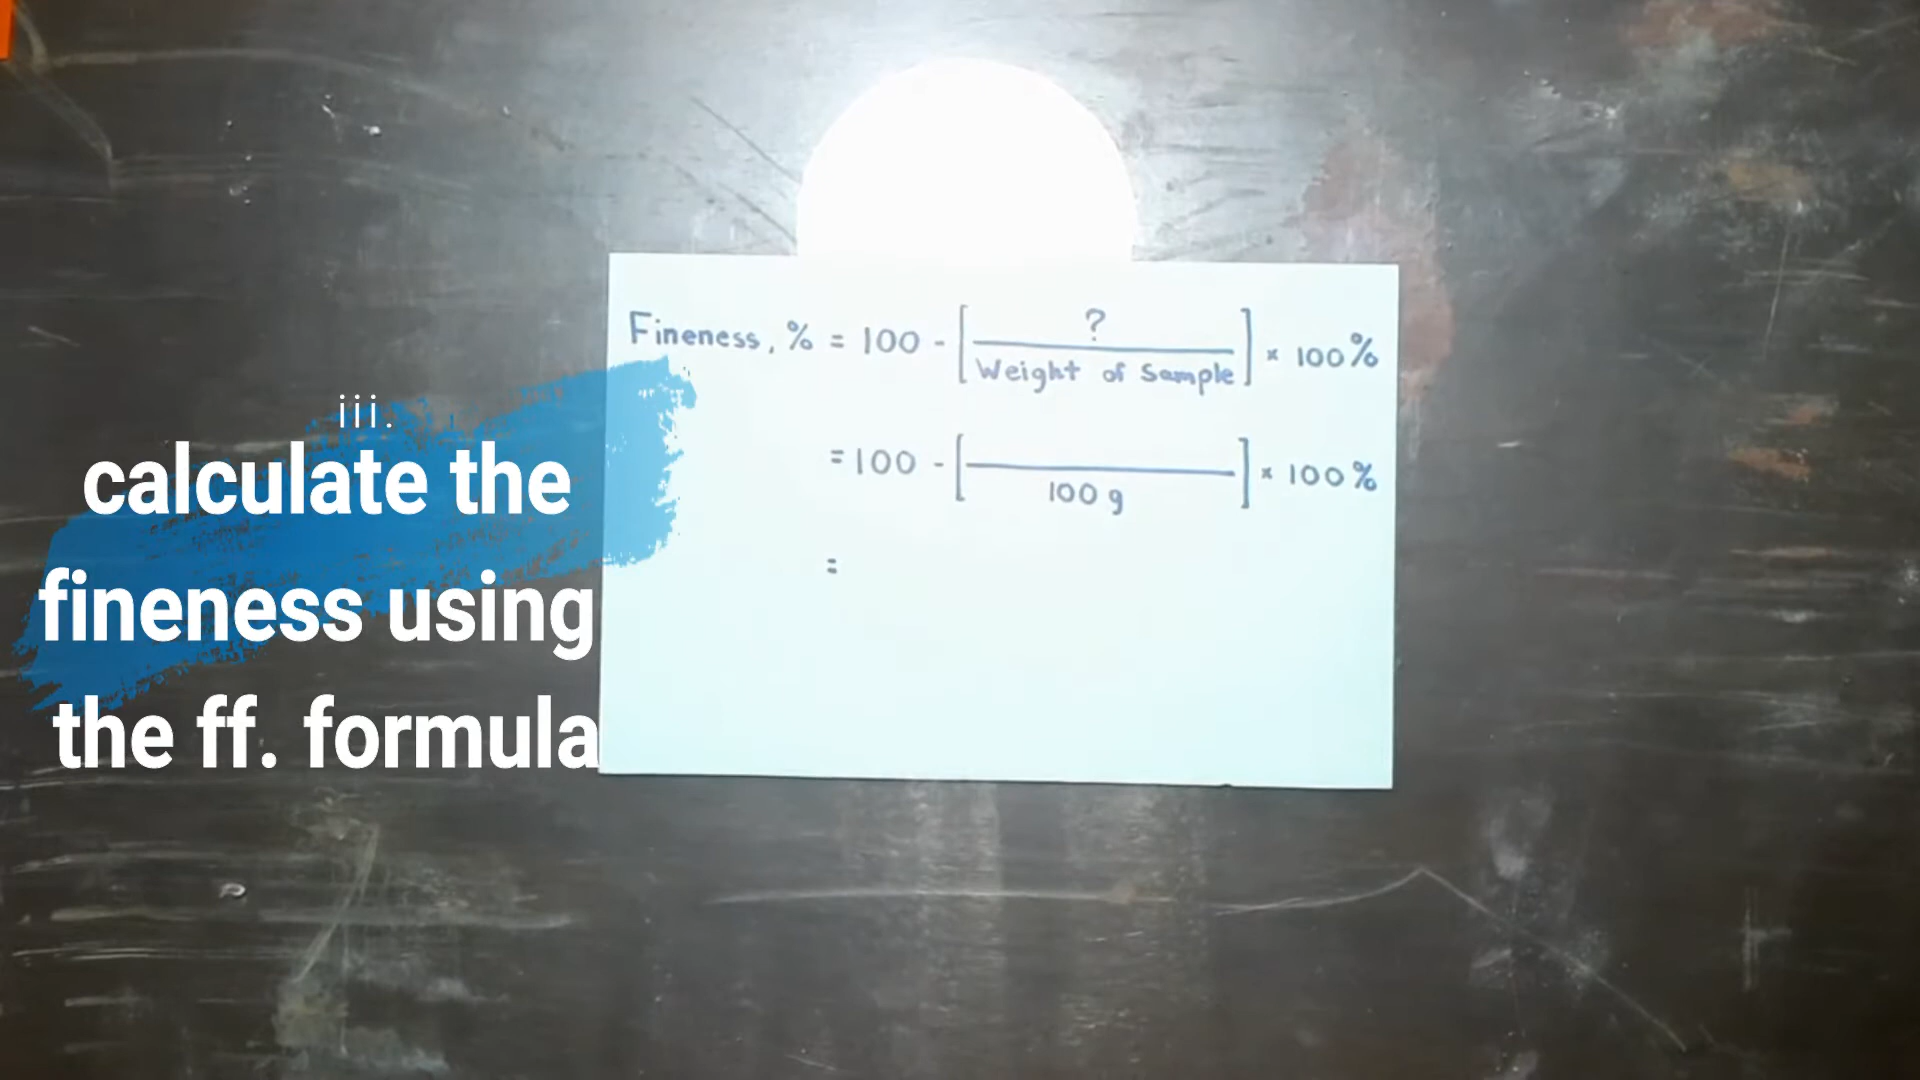 iii.
calculate the
fineness using
the ff. formula
Fineness, % = 100 - [ ? / Weight of Sample ] x 100%
= 100 - [ / 100 g ] x 100%
=